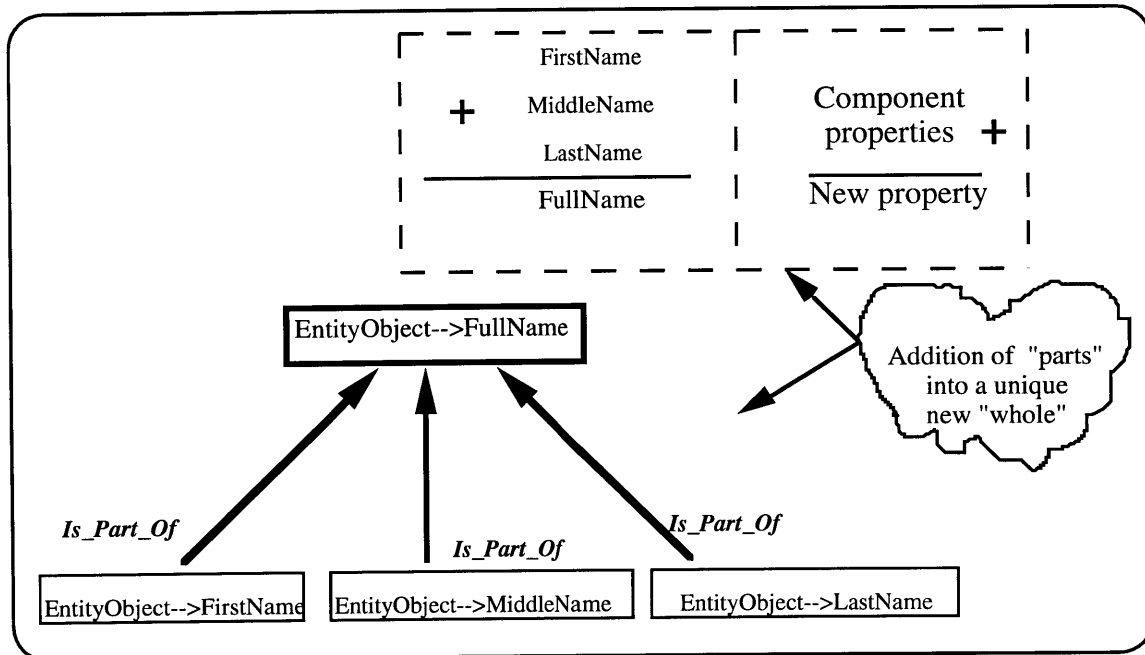 FirstName
+ MiddleName
LastName
FullName
Component
properties +
New property
EntityObject-->FullName
Addition of "parts"
into a unique
new "whole"
Is_Part_Of
Is_Part_Of
Is_Part_Of
EntityObject-->FirstName
EntityObject-->MiddleName
EntityObject-->LastName